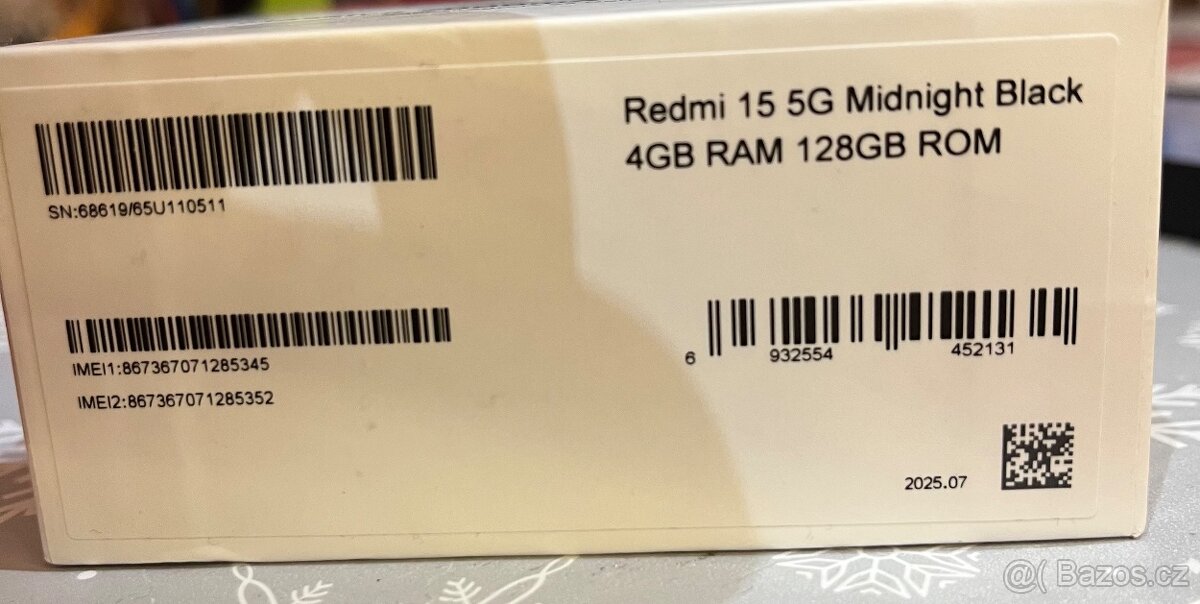 Redmi 15 5G Midnight Black
4GB RAM 128GB ROM
SN:68619/65U110511
IMEI1:867367071285345
IMEI2:867367071285352
6 932554 452131
2025.07
@( Bazos.cz